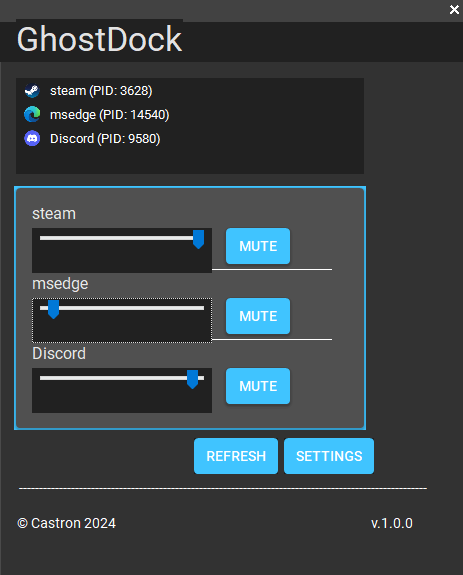 GhostDock
steam (PID: 3628)
msedge (PID: 14540)
Discord (PID: 9580)
steam
MUTE
msedge
MUTE
Discord
MUTE
REFRESH SETTINGS
© Castron 2024 v.1.0.0